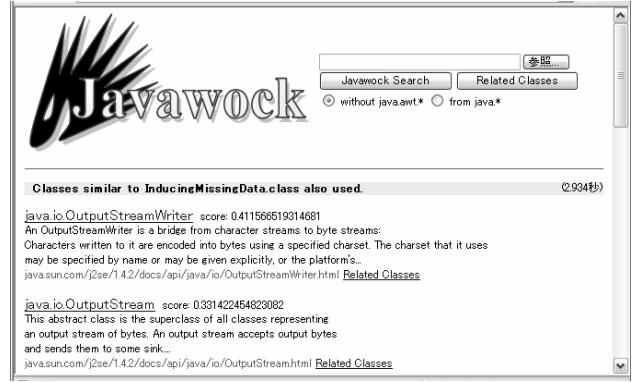 Javawock
参照...
Javawock Search Related Classes
without java.awt.* from java.*
Classes similar to InducingMissingData.class also used. (2.934秒)
java.io.OutputStreamWriter score: 0.411566519314681
An OutputStreamWriter is a bridge from character streams to byte streams:
Characters written to it are encoded into bytes using a specified charset. The charset that it uses
may be specified by name or may be given explicitly, or the platform's...
java.sun.com/j2se/1.4.2/docs/api/java/io/OutputStreamWriter.html Related Classes
java.io.OutputStream score: 0.331422454823082
This abstract class is the superclass of all classes representing
an output stream of bytes. An output stream accepts output bytes
and sends them to some sink....
java.sun.com/j2se/1.4.2/docs/api/java/io/OutputStream.html Related Classes